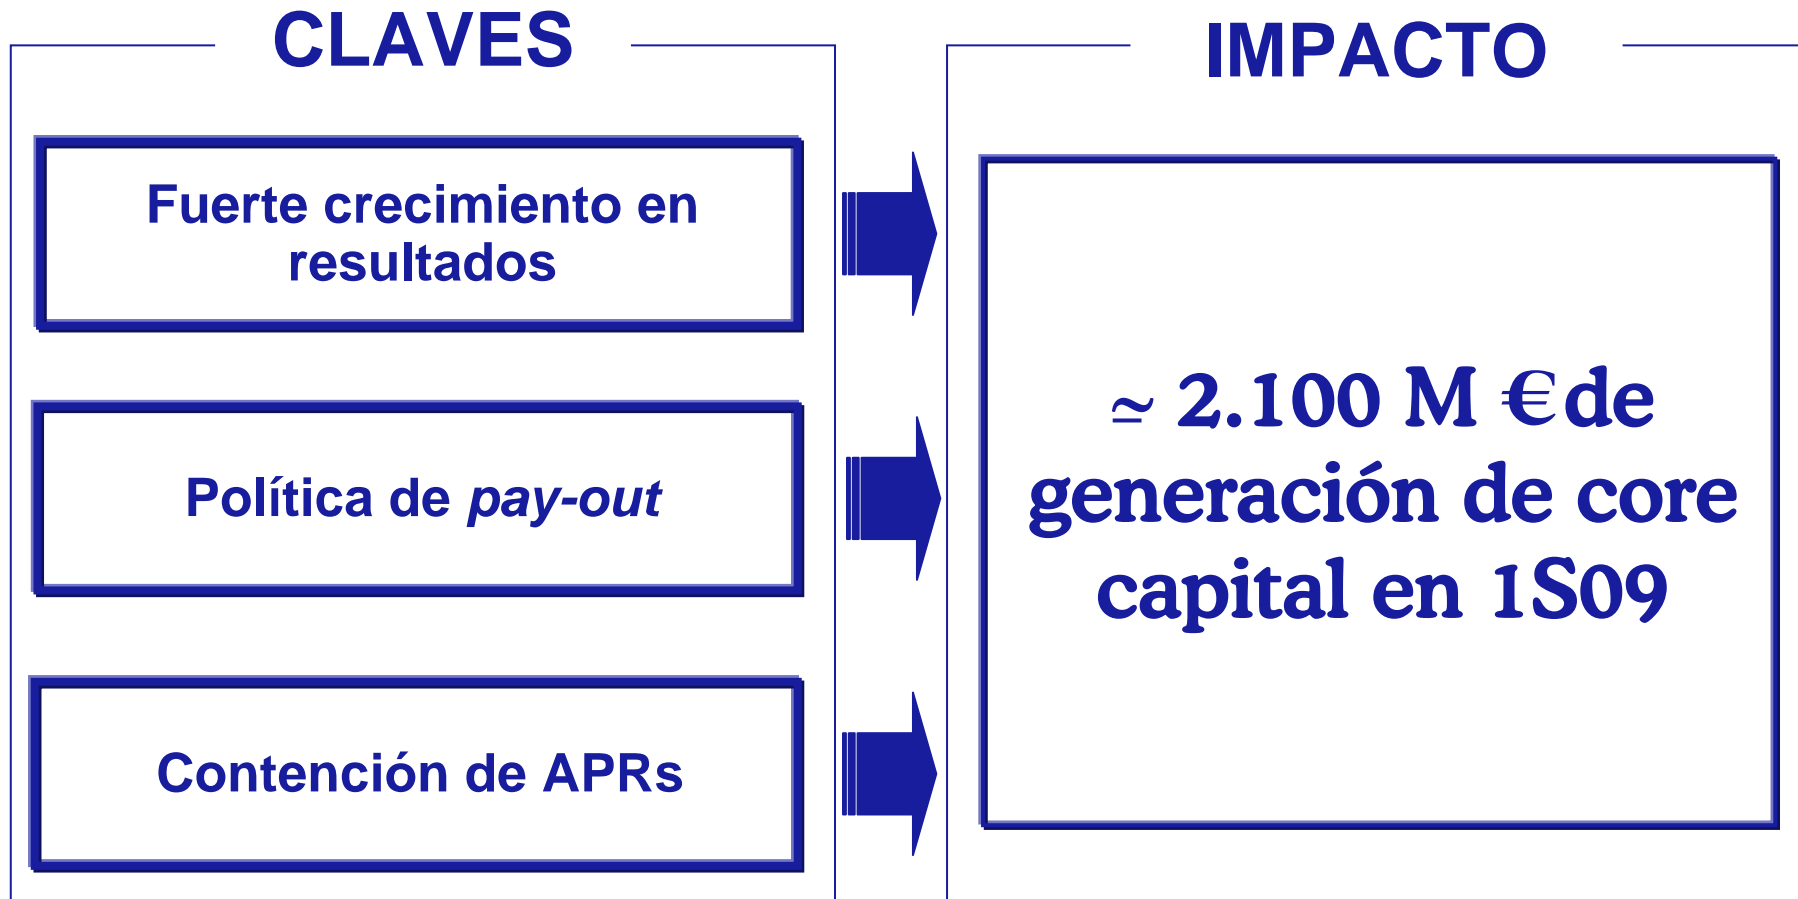 CLAVES
Fuerte crecimiento en
resultados
Política de pay-out
Contención de APRs
IMPACTO
≃ 2.100 M € de
generación de core
capital en 1S09